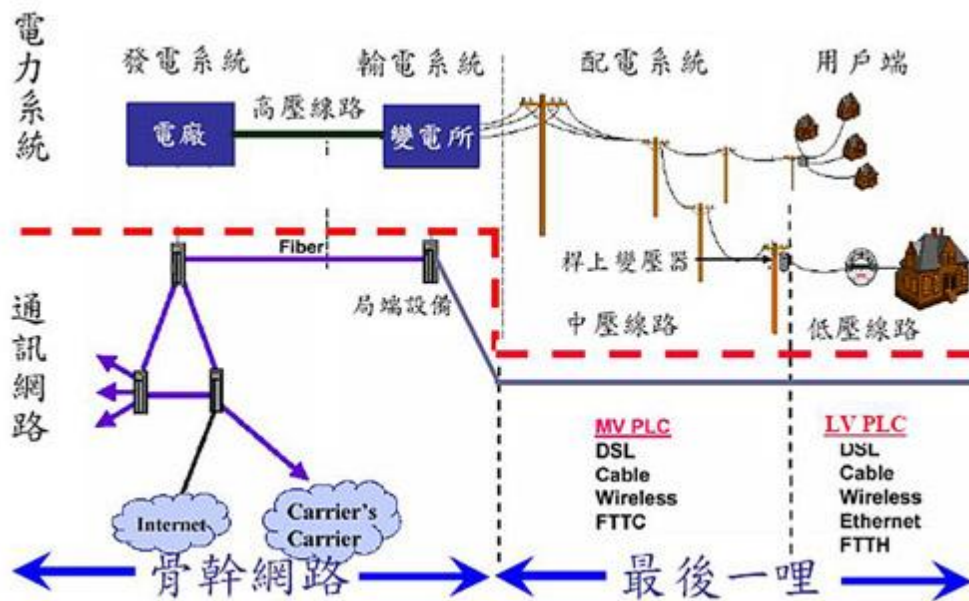 電力系統
發電系統
輸電系統
配電系統
用戶端
電廠
高壓線路
變電所
Fiber
桿上變壓器
局端設備
通訊網路
中壓線路
低壓線路
MV PLC
DSL
Cable
Wireless
FTTC
LV PLC
DSL
Cable
Wireless
Ethernet
FTTH
Internet
Carrier's
Carrier
骨幹網路
最後一哩